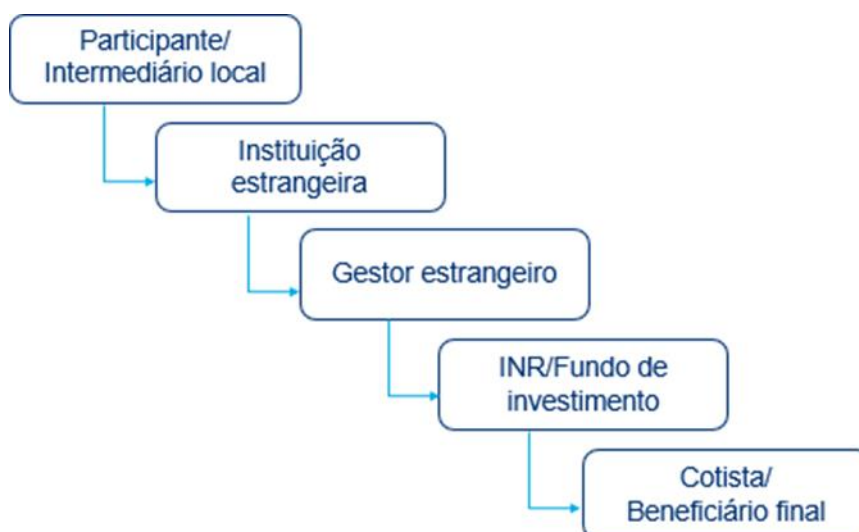 Participante/
Intermediário local
Instituição
estrangeira
Gestor estrangeiro
INR/Fundo de
investimento
Cotista/
Beneficiário final